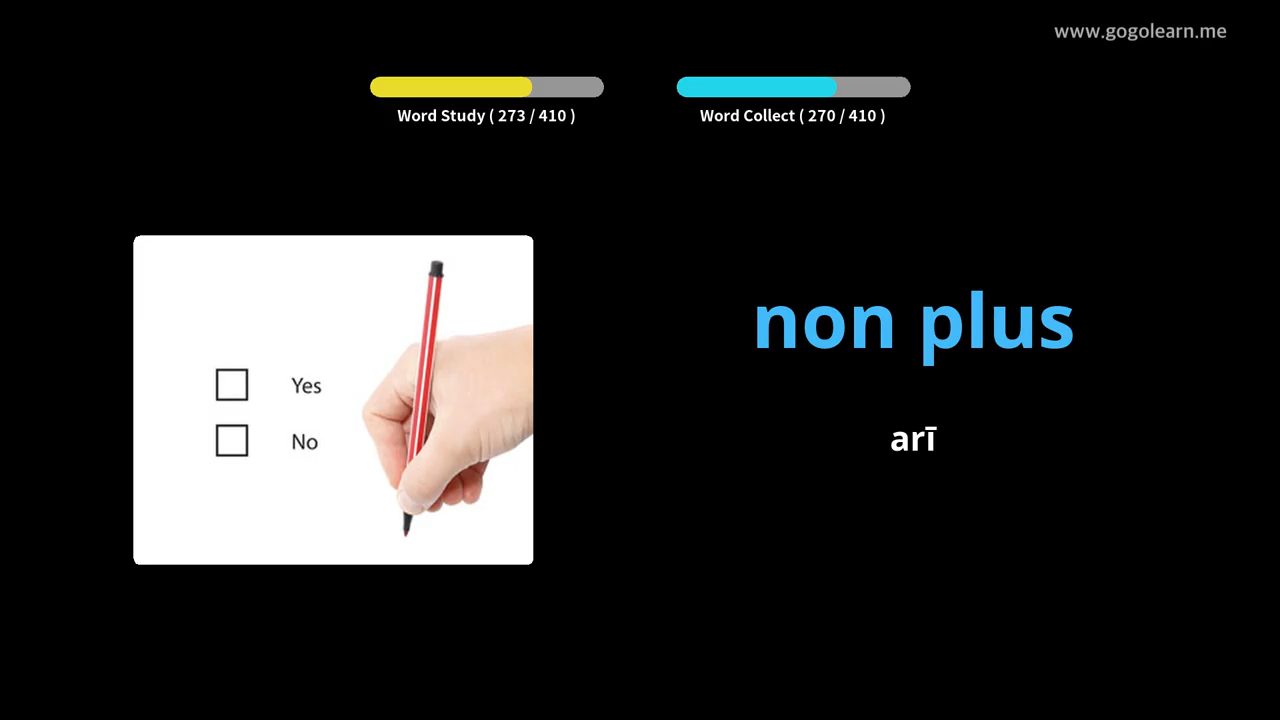 www.gogolearn.me
Word Study ( 273 / 410 )
Word Collect ( 270 / 410 )
Yes
No
non plus
arī